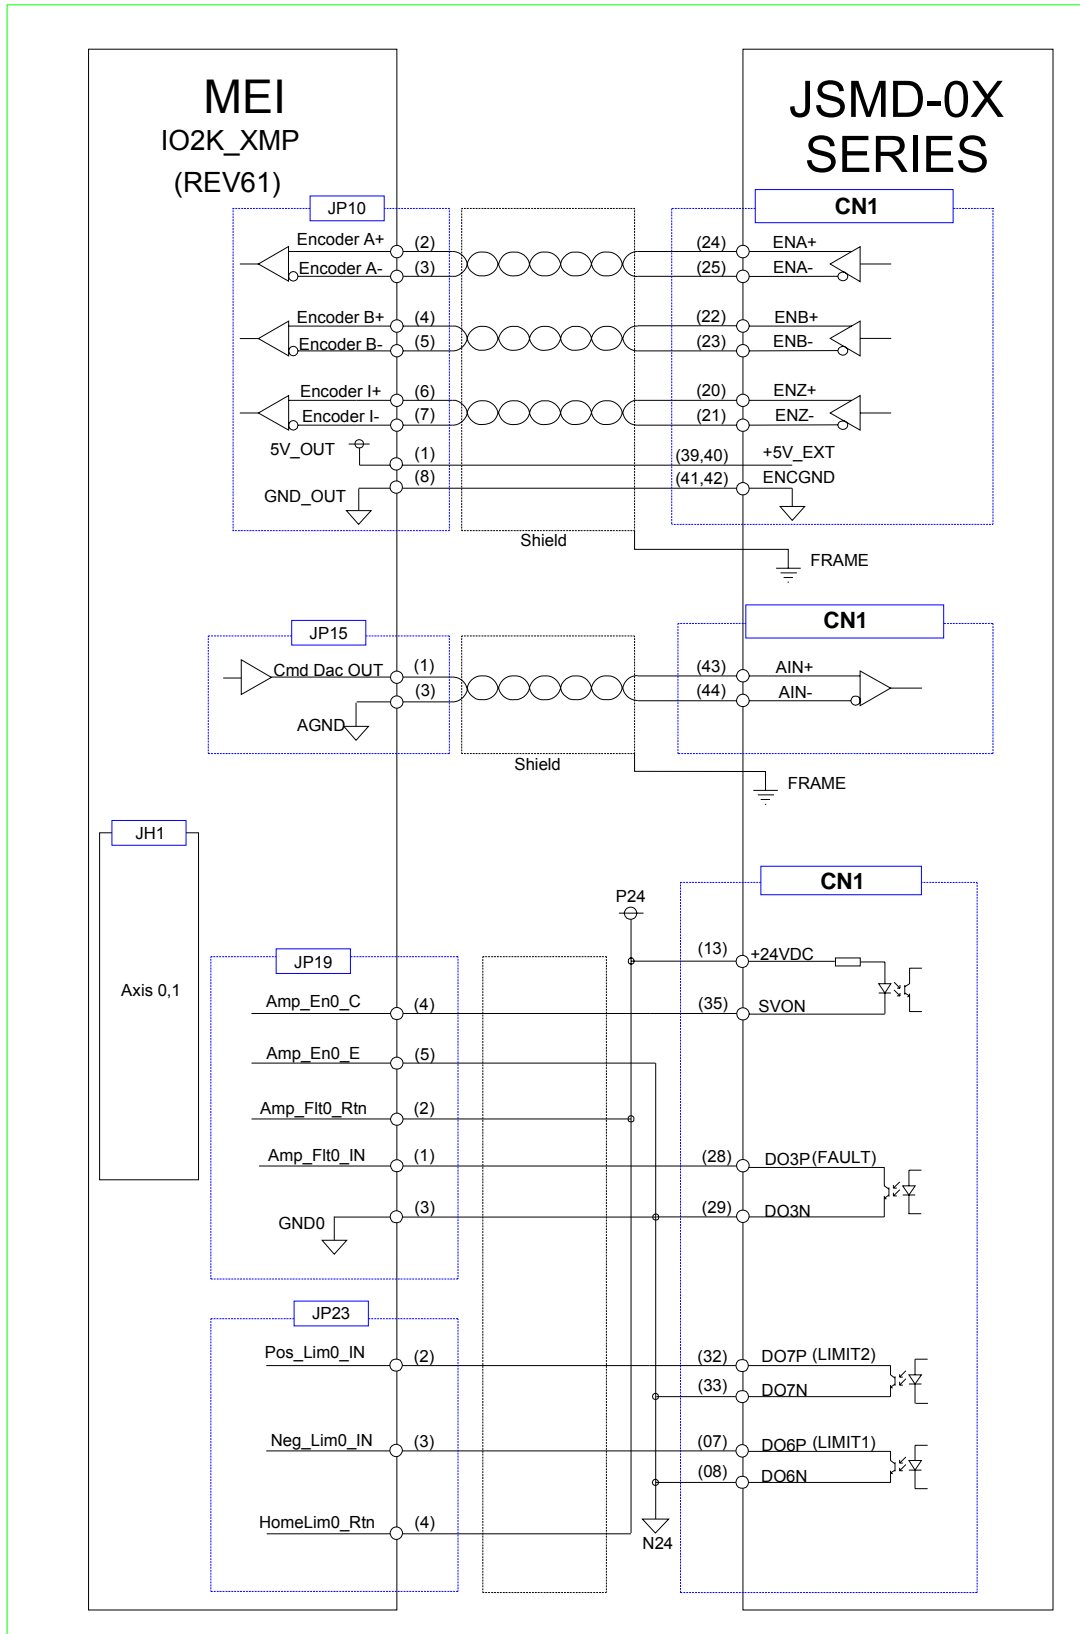 MEI
IO2K_XMP
(REV61)
JSMD-0X
SERIES
JP10
CN1
Encoder A+ (2) (24) ENA+
Encoder A- (3) (25) ENA-
Encoder B+ (4) (22) ENB+
Encoder B- (5) (23) ENB-
Encoder I+ (6) (20) ENZ+
Encoder I- (7) (21) ENZ-
5V_OUT (1) (39,40) +5V_EXT
GND_OUT (8) (41,42) ENCGND
Shield
FRAME
JP15
CN1
Cmd Dac OUT (1) (43) AIN+
AGND (3) (44) AIN-
Shield
FRAME
JH1
Axis 0,1
CN1
P24
JP19
(13) +24VDC
Amp_En0_C (4) (35) SVON
Amp_En0_E (5)
Amp_Flt0_Rtn (2)
Amp_Flt0_IN (1) (28) DO3P(FAULT)
GND0 (3) (29) DO3N
JP23
Pos_Lim0_IN (2) (32) DO7P (LIMIT2)
(33) DO7N
Neg_Lim0_IN (3) (07) DO6P (LIMIT1)
(08) DO6N
HomeLim0_Rtn (4)
N24